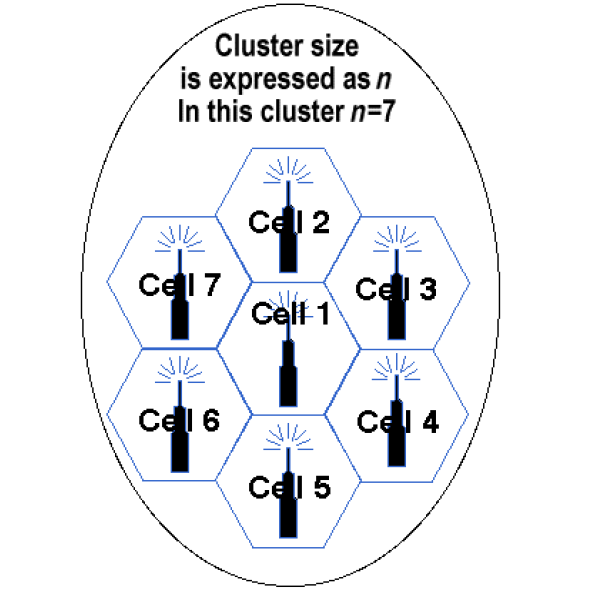 Cluster size
is expressed as n
In this cluster n=7
Cell 2
Cell 7
Cell 3
Cell 1
Cell 6
Cell 4
Cell 5